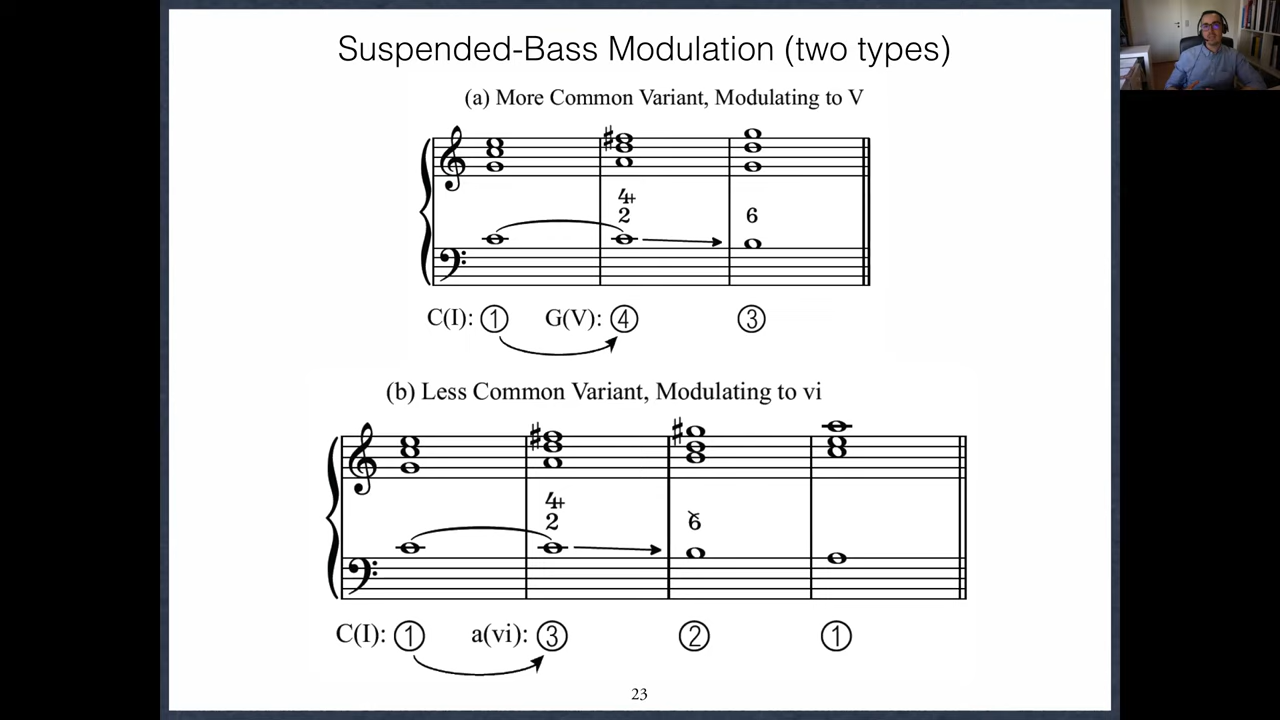 Suspended-Bass Modulation (two types)
(a) More Common Variant, Modulating to V
4+
2 6
C(I): ① G(V): ④ ③
(b) Less Common Variant, Modulating to vi
4+
2 6
C(I): ① a(vi): ③ ② ①
23